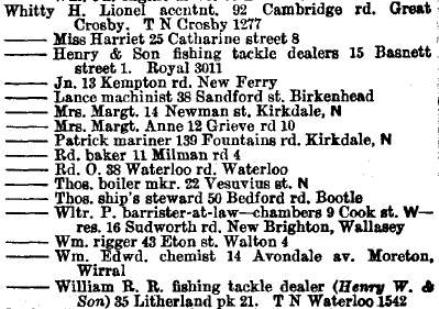 Whitty H. Lionel accntnt. 92 Cambridge rd. Great
Crosby. T N Crosby 1277
—— Miss Harriet 25 Catharine street 8
—— Henry & Son fishing tackle dealers 15 Basnett
street 1. Royal 3011
—— Jn. 13 Kempton rd. New Ferry
—— Lance machinist 38 Sandford st. Birkenhead
—— Mrs. Margt. 14 Newman st. Kirkdale, N
—— Mrs. Margt. Anne 12 Grieve rd 10
—— Patrick mariner 139 Fountains rd. Kirkdale, N
—— Rd. baker 11 Milman rd 4
—— Rd. O. 38 Waterloo rd. Waterloo
—— Thos. boiler mkr. 22 Vesuvius st. N
—— Thos. ship's steward 50 Bedford rd. Bootle
—— Wltr. P. barrister-at-law—chambers 9 Cook st. W—
res. 16 Sudworth rd. New Brighton, Wallasey
—— Wm. rigger 43 Eton st. Walton 4
—— Wm. Edwd. chemist 14 Avondale av. Moreton,
Wirral
—— William R. R. fishing tackle dealer (Henry W. &
Son) 35 Litherland pk 21. T N Waterloo 1542